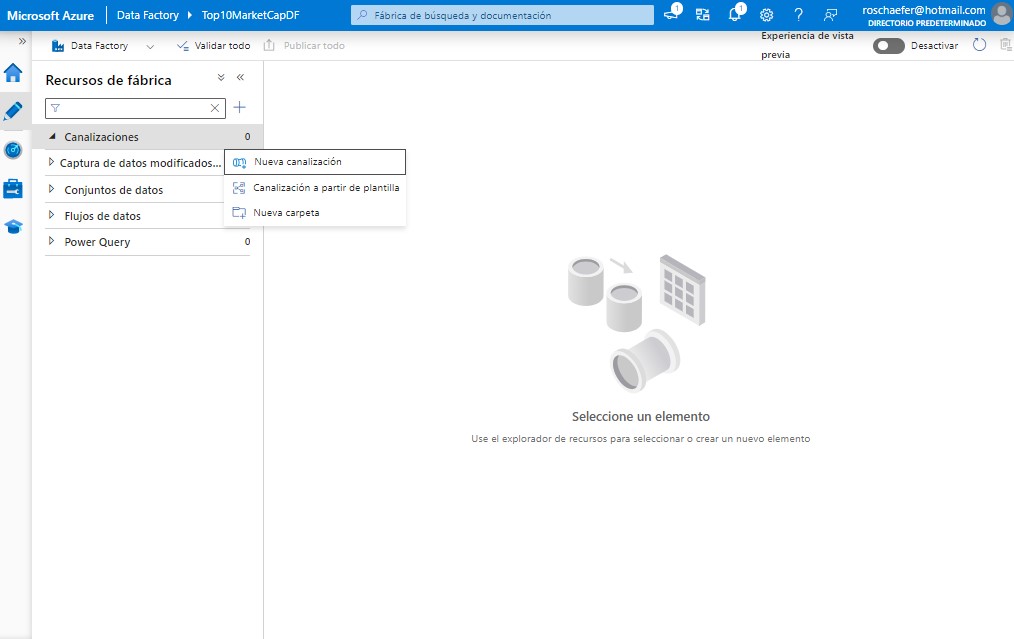 Microsoft Azure
Data Factory
Top10MarketCapDF
Fábrica de búsqueda y documentación
1
1
roschaefer@hotmail.com
DIRECTORIO PREDETERMINADO
Data Factory
Validar todo
Publicar todo
Experiencia de vista
previa
Desactivar
Recursos de fábrica
Canalizaciones 0
Captura de datos modificados...
Conjuntos de datos
Flujos de datos
Power Query 0
Nueva canalización
Canalización a partir de plantilla
Nueva carpeta
Seleccione un elemento
Use el explorador de recursos para seleccionar o crear un nuevo elemento